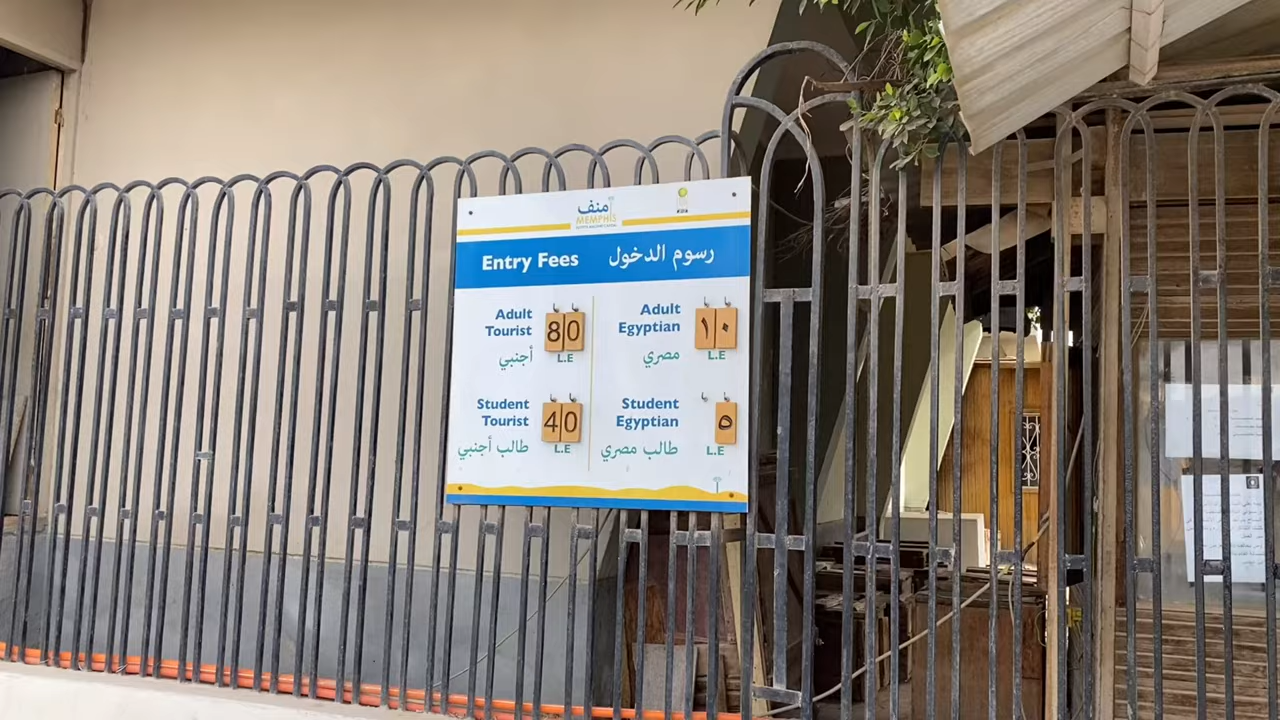 منف
MEMPHIS
Entry Fees رسوم الدخول
Adult
Tourist
أجنبي
80
L.E
Adult
Egyptian
مصري
١٠
L.E
Student
Tourist
طالب أجنبي
40
L.E
Student
Egyptian
طالب مصري
٥
L.E